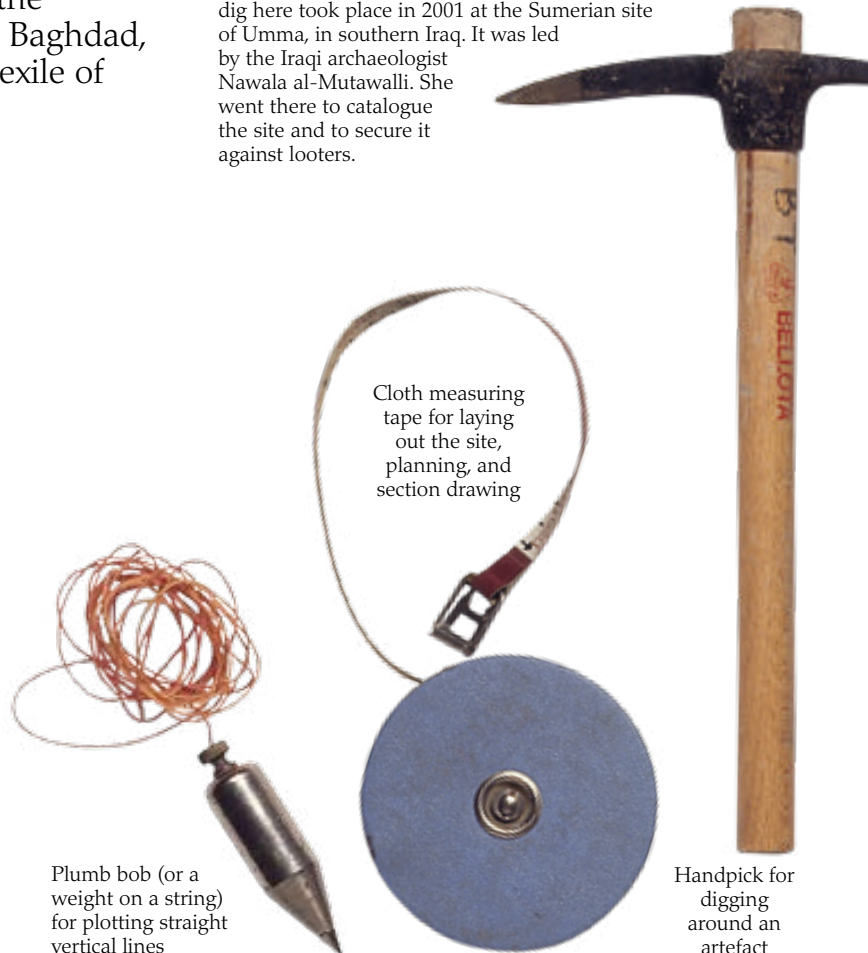 the
Baghdad,
exile of
dig here took place in 2001 at the Sumerian site
of Umma, in southern Iraq. It was led
by the Iraqi archaeologist
Nawala al-Mutawalli. She
went there to catalogue
the site and to secure it
against looters.
B T
BELLOTA
Cloth measuring
tape for laying
out the site,
planning, and
section drawing
Plumb bob (or a
weight on a string)
for plotting straight
vertical lines
Handpick for
digging
around an
artefact